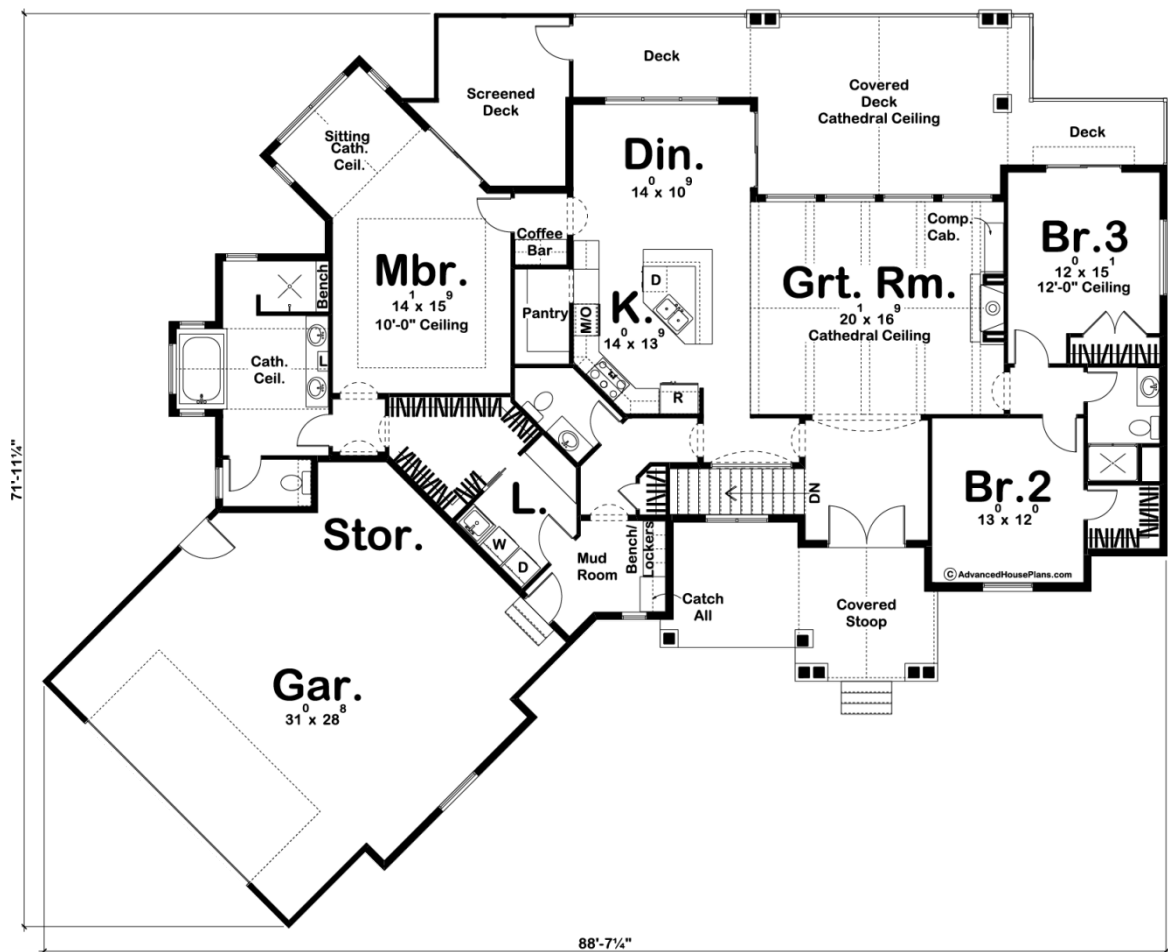 Deck
Covered
Deck
Cathedral Ceiling
Deck
Screened
Deck
Sitting
Cath.
Ceil.
Din.
14⁰ x 10⁹
Coffee
Bar
Comp.
Cab.
Br.3
12⁰ x 15¹
12'-0" Ceiling
Mbr.
14¹ x 15⁹
10'-0" Ceiling
Bench
Pantry
M/O
D
K.
14⁰ x 13⁹
R
Grt. Rm.
20¹ x 16⁹
Cathedral Ceiling
Cath.
Ceil.
L
Stor.
L.
W
D
Mud
Room
Bench/
Lockers
Catch
All
DN
Br.2
13⁰ x 12⁰
© AdvancedHousePlans.com
Covered
Stoop
Gar.
31⁰ x 28⁸
71'-11¼"
88'-7¼"